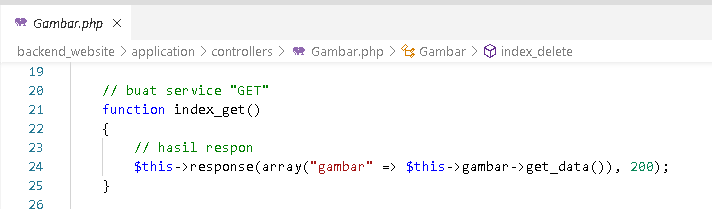 Gambar.php ×
backend_website > application > controllers > Gambar.php > Gambar > index_delete
19
20 // buat service "GET"
21 function index_get()
22 {
23 // hasil respon
24 $this->response(array("gambar" => $this->gambar->get_data()), 200);
25 }
26